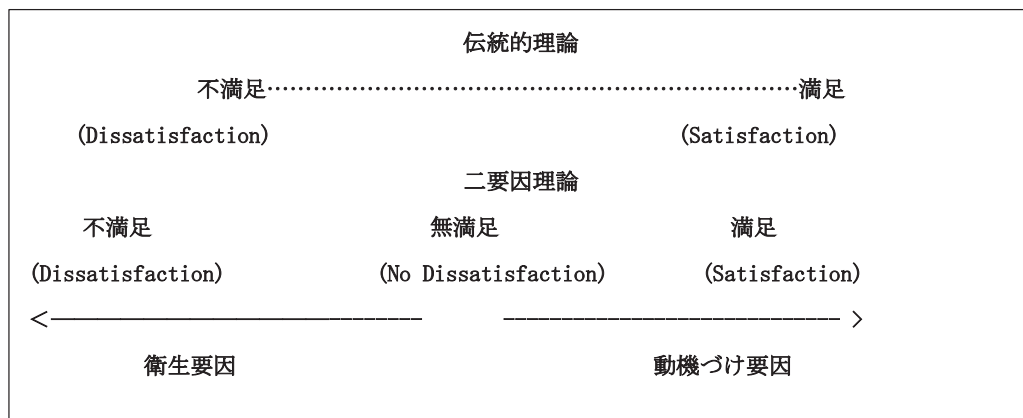 伝統的理論
不満足……………………………………………………………満足
(Dissatisfaction) (Satisfaction)
二要因理論
不満足 無満足 満足
(Dissatisfaction) (No Dissatisfaction) (Satisfaction)
衛生要因 動機づけ要因